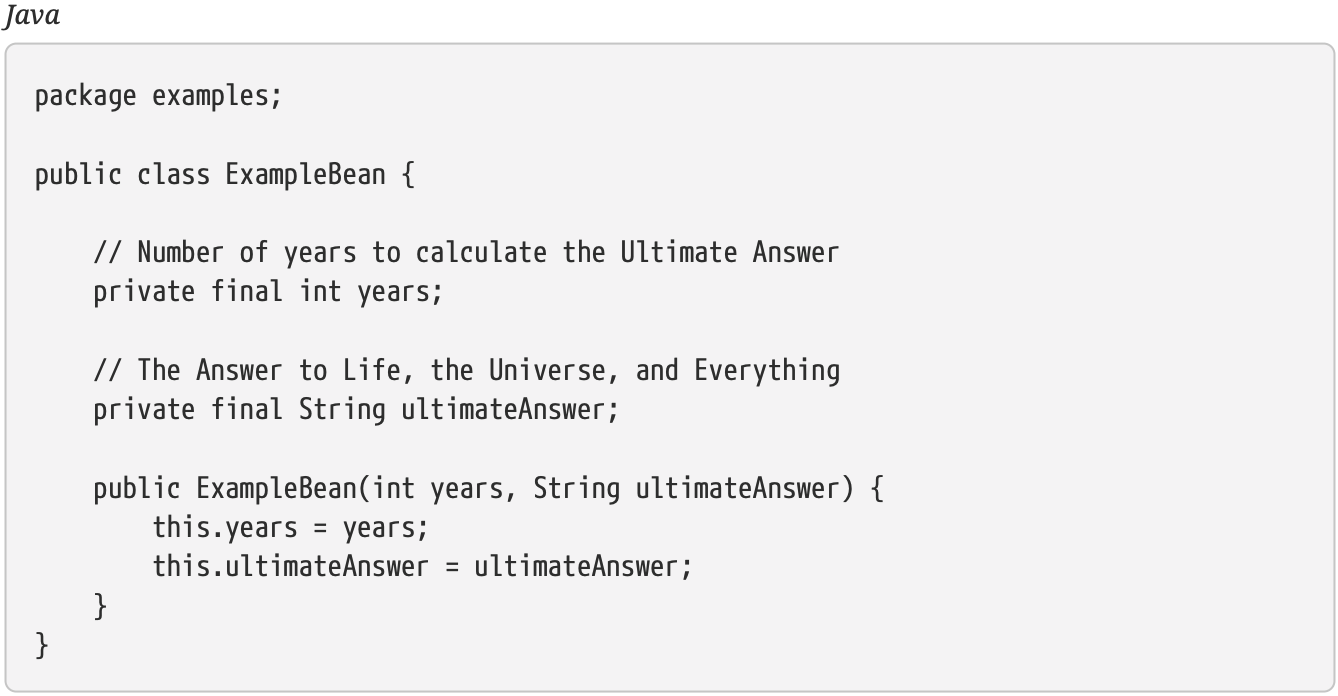 Java
package examples;

public class ExampleBean {

    // Number of years to calculate the Ultimate Answer
    private final int years;

    // The Answer to Life, the Universe, and Everything
    private final String ultimateAnswer;

    public ExampleBean(int years, String ultimateAnswer) {
        this.years = years;
        this.ultimateAnswer = ultimateAnswer;
    }
}